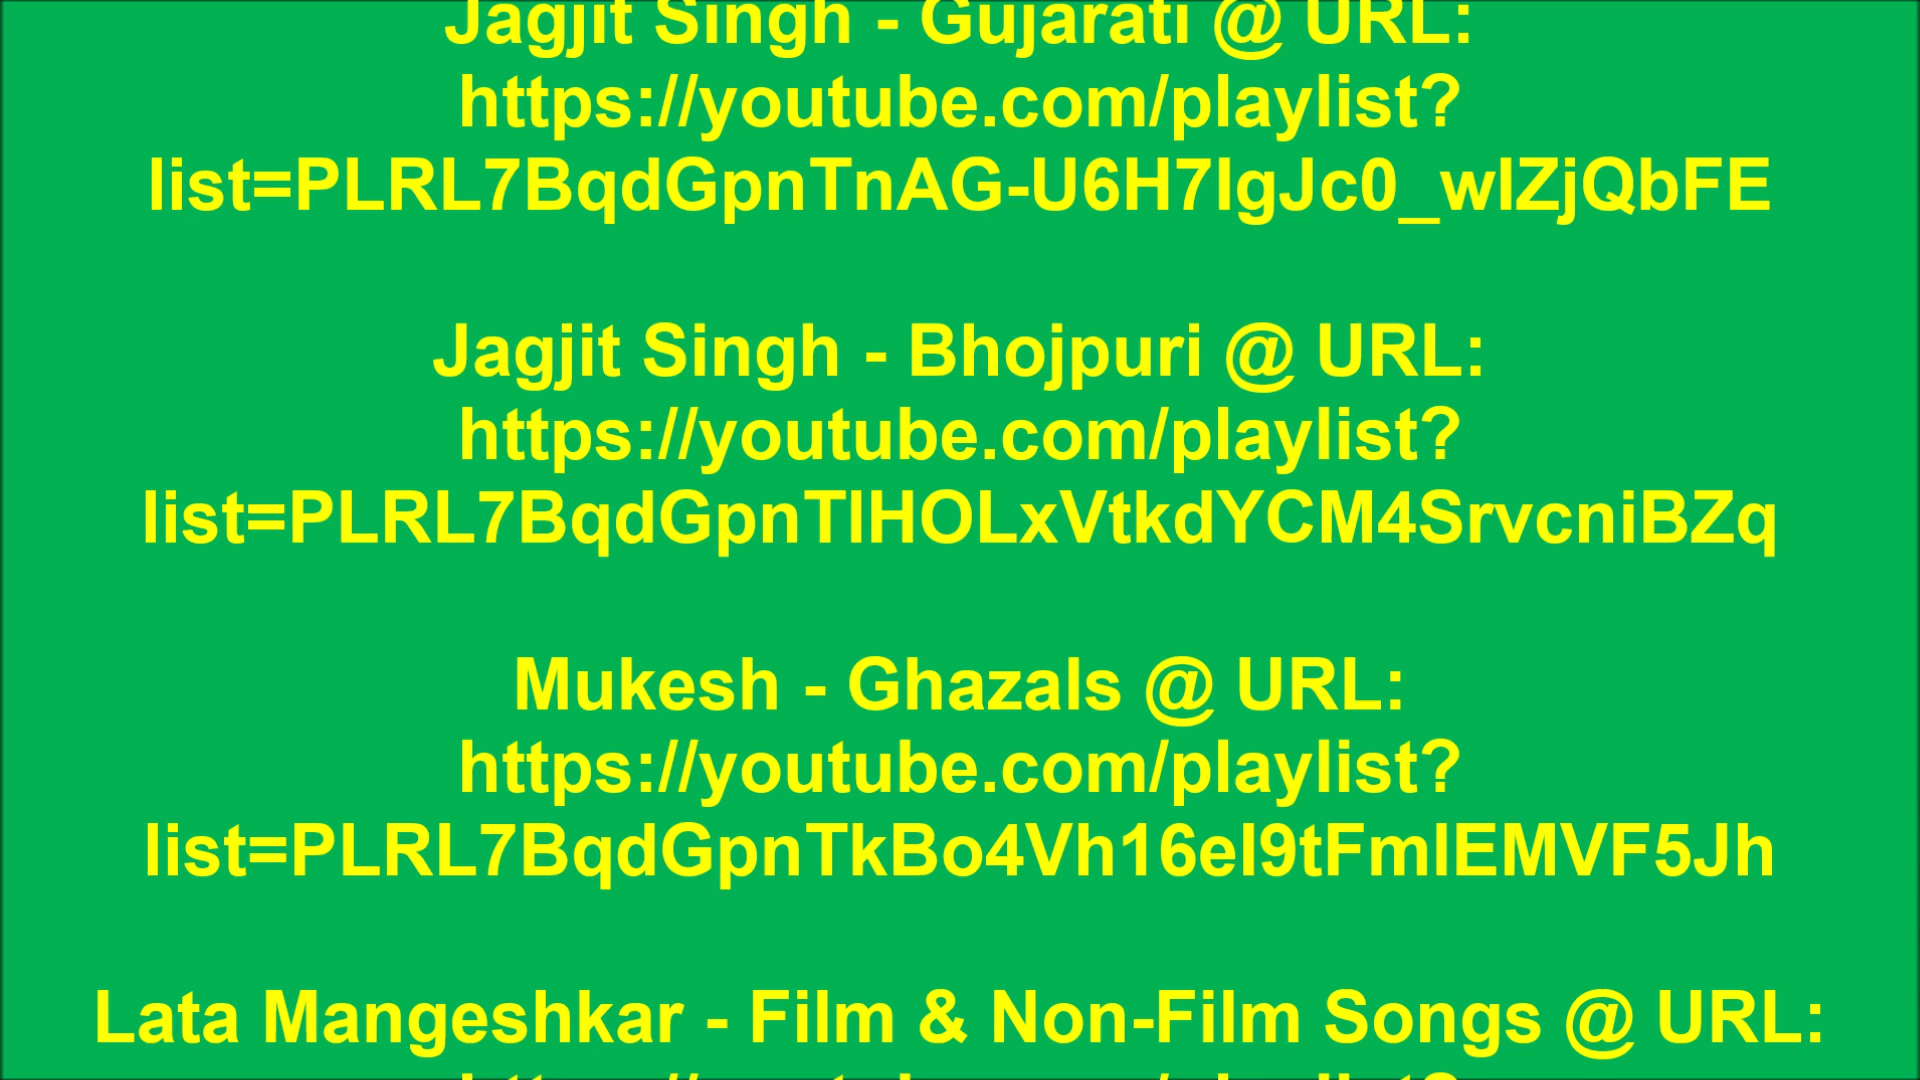 Jagjit Singh - Gujarati @ URL:
https://youtube.com/playlist?
list=PLRL7BqdGpnTnAG-U6H7IgJc0_wIZjQbFE

Jagjit Singh - Bhojpuri @ URL:
https://youtube.com/playlist?
list=PLRL7BqdGpnTlHOLxVtkdYCM4SrvcniBZq

Mukesh - Ghazals @ URL:
https://youtube.com/playlist?
list=PLRL7BqdGpnTkBo4Vh16eI9tFmIEMVF5Jh

Lata Mangeshkar - Film & Non-Film Songs @ URL: